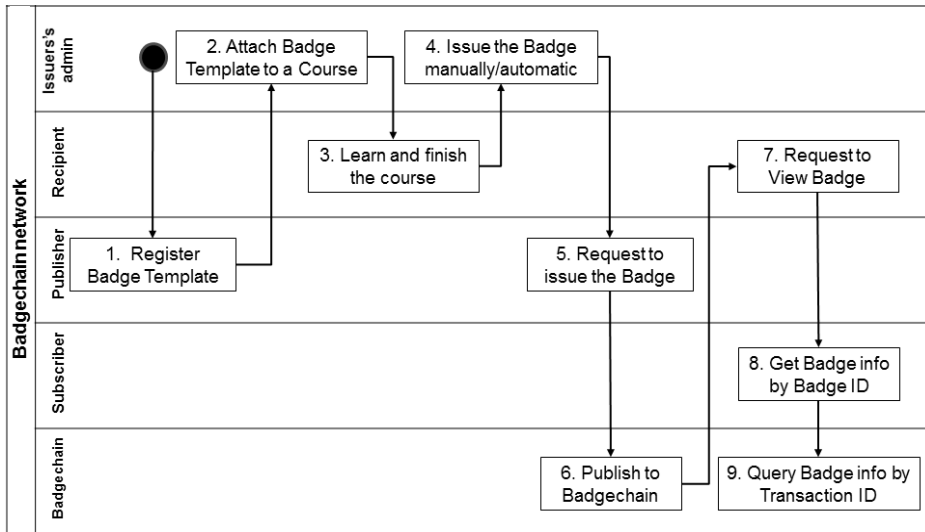 Badgechain network
Issuers's
admin
2. Attach Badge
Template to a Course
4. Issue the Badge
manually/automatic
Recipient
3. Learn and finish
the course
7. Request to
View Badge
Publisher
1. Register
Badge Template
5. Request to
issue the Badge
Subscriber
8. Get Badge info
by Badge ID
Badgechain
6. Publish to
Badgechain
9. Query Badge info by
Transaction ID